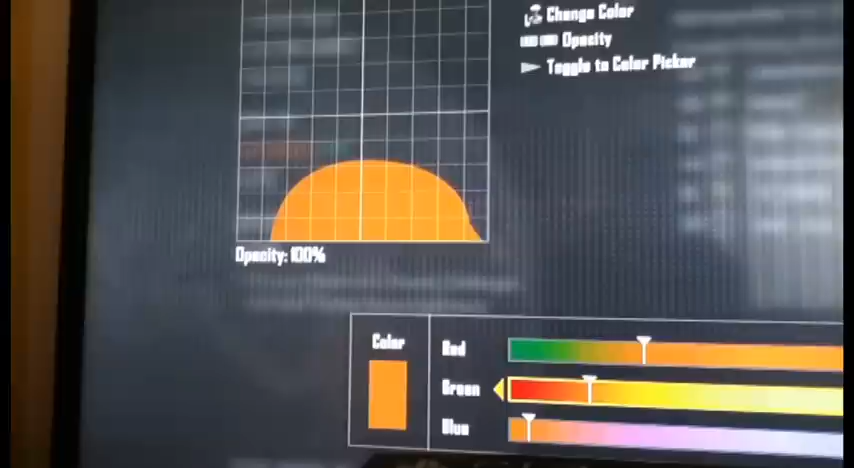 Change Color
Opacity
Toggle to Color Picker
Opacity: 100%
Color
Red
Green
Blue